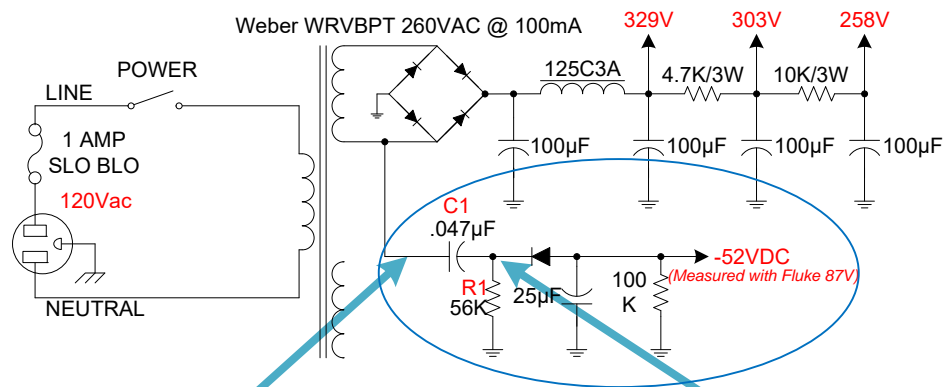 Weber WRVBPT 260VAC @ 100mA
329V
303V
258V
POWER
LINE
125C3A
4.7K/3W
10K/3W
1 AMP
SLO BLO
100µF
100µF
100µF
100µF
120Vac
C1
.047µF
-52VDC
(Measured with Fluke 87V)
R1
56K
25µF
100
K
NEUTRAL